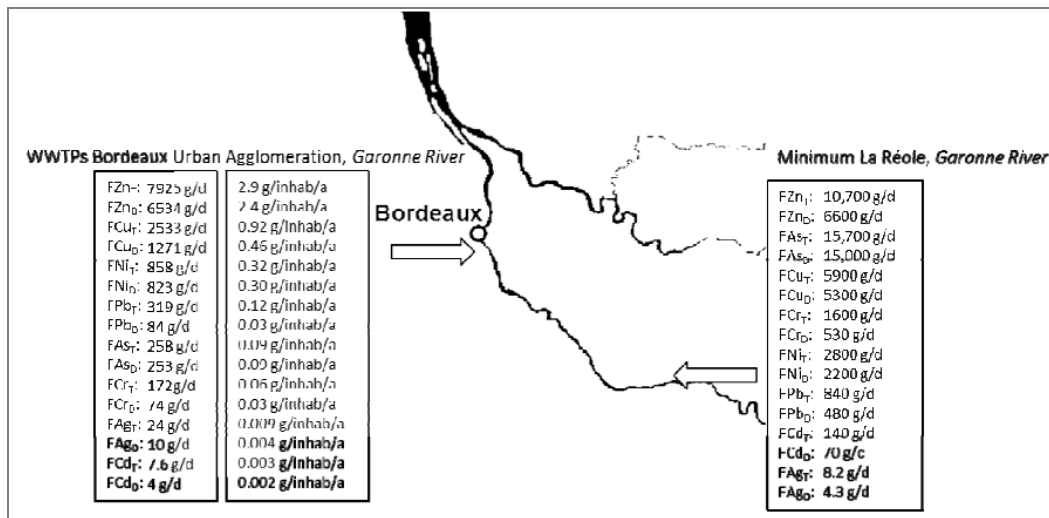 WWTPs Bordeaux Urban Agglomeration, Garonne River
FZnT: 7925 g/d 2.9 g/inhab/a
FZnD: 6534 g/d 2.4 g/inhab/a
FCuT: 2533 g/d 0.92 g/inhab/a
FCuD: 1271 g/d 0.46 g/inhab/a
FNiT: 858 g/d 0.32 g/inhab/a
FNiD: 823 g/d 0.30 g/inhab/a
FPbT: 319 g/d 0.12 g/inhab/a
FPbD: 84 g/d 0.03 g/inhab/a
FAsT: 258 g/d 0.09 g/inhab/a
FAsD: 253 g/d 0.09 g/inhab/a
FCrT: 172g/d 0.06 g/inhab/a
FCrD: 74 g/d 0.03 g/inhab/a
FAgT: 24 g/d 0.009 g/inhab/a
FAgD: 10 g/d 0.004 g/inhab/a
FCdT: 7.6 g/d 0.003 g/inhab/a
FCdD: 4 g/d 0.002 g/inhab/a
Bordeaux
Minimum La Réole, Garonne River
FZnT: 10,700 g/d
FZnD: 6600 g/d
FAsT: 15,700 g/d
FAsD: 15,000 g/d
FCuT: 5900 g/d
FCuD: 5300 g/d
FCrT: 1600 g/d
FCrD: 530 g/d
FNiT: 2800 g/d
FNiD: 2200 g/d
FPbT: 840 g/d
FPbD: 480 g/d
FCdT: 140 g/d
FCdD: 70 g/d
FAgT: 8.2 g/d
FAgD: 4.3 g/d